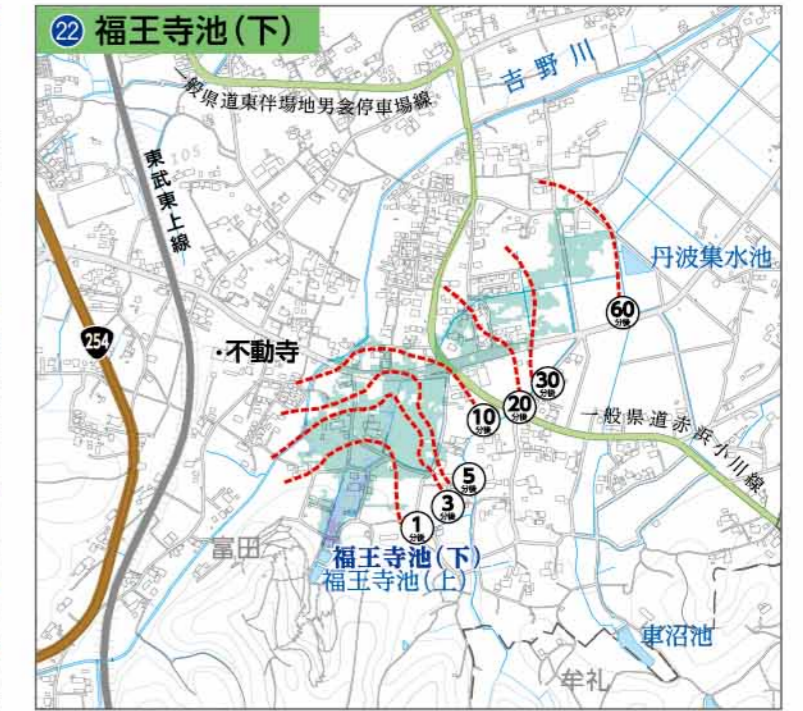 22 福王寺池(下)
一般県道東伴場地男衾停車場線
吉野川
東武東上線
105
丹波集水池
254
・不動寺
60分後
30分後
20分後
10分後
一般県道赤浜小川線
5分後
3分後
1分後
富田
福王寺池(下)
福王寺池(上)
車沼池
牟礼